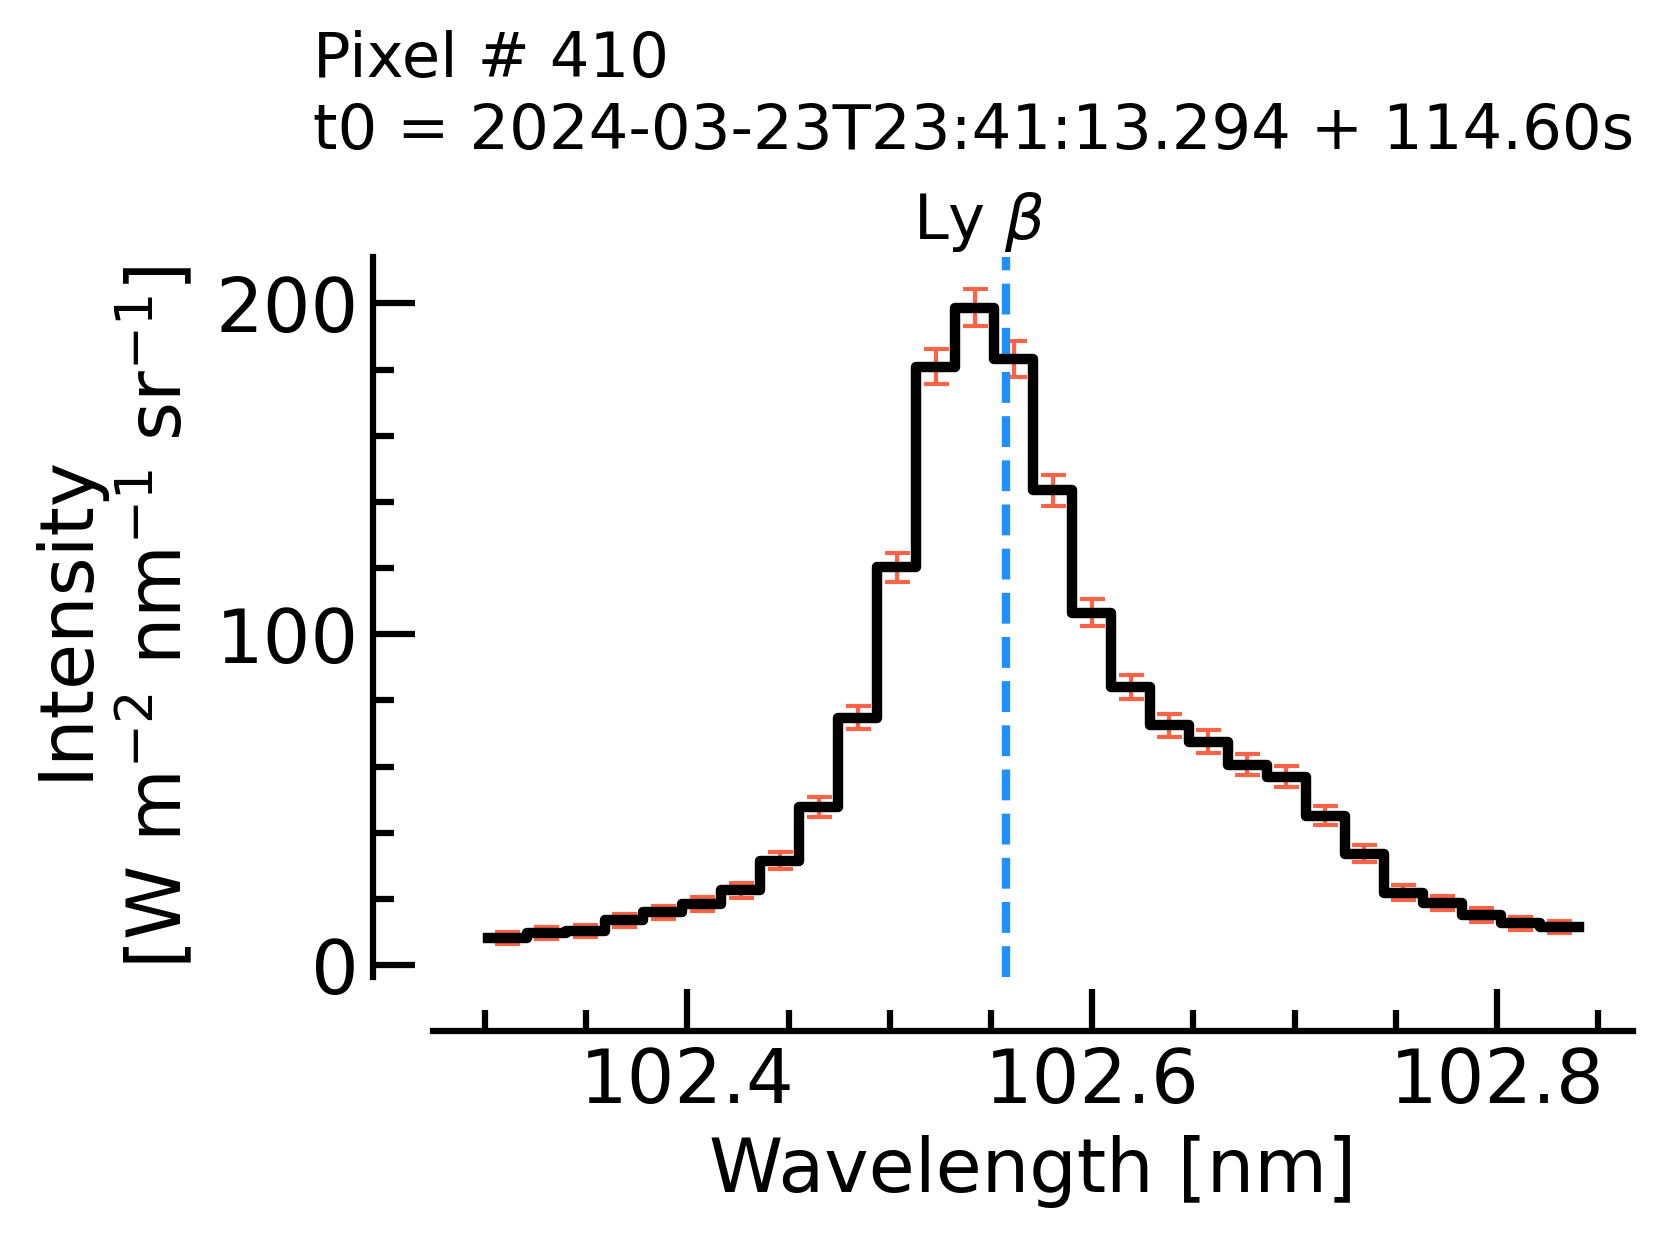 Pixel # 410
t0 = 2024-03-23T23:41:13.294 + 114.60s
Ly β
Intensity
[W m⁻² nm⁻¹ sr⁻¹]
200
100
0
102.4 102.6 102.8
Wavelength [nm]